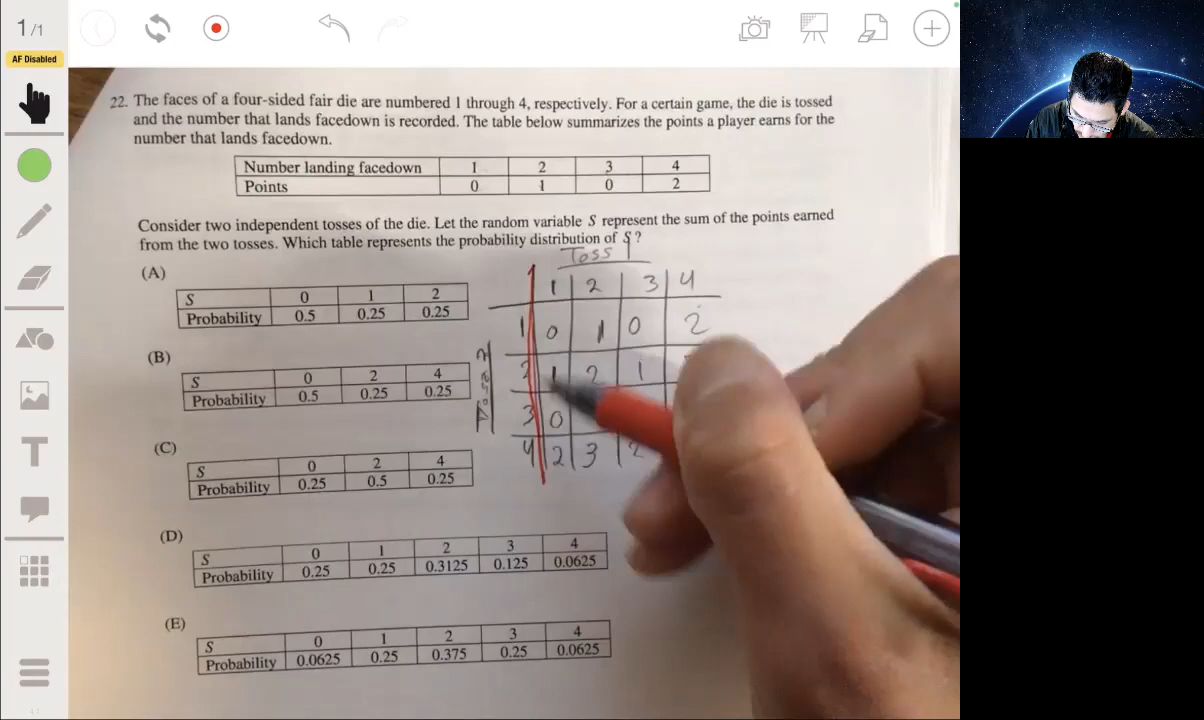 1/1
AF Disabled
22. The faces of a four-sided fair die are numbered 1 through 4, respectively. For a certain game, the die is tossed
and the number that lands facedown is recorded. The table below summarizes the points a player earns for the
number that lands facedown.
Number landing facedown 1 2 3 4
Points 0 1 0 2
Consider two independent tosses of the die. Let the random variable S represent the sum of the points earned
from the two tosses. Which table represents the probability distribution of S?
Toss 1
1 2 3 4
1 0 1 0 2
2 1 2 1
3 0
4 2 3 2
(A)
S 0 1 2
Probability 0.5 0.25 0.25
(B)
S 0 2 4
Probability 0.5 0.25 0.25
(C)
S 0 2 4
Probability 0.25 0.5 0.25
(D)
S 0 1 2 3 4
Probability 0.25 0.25 0.3125 0.125 0.0625
(E)
S 0 1 2 3 4
Probability 0.0625 0.25 0.375 0.25 0.0625
T